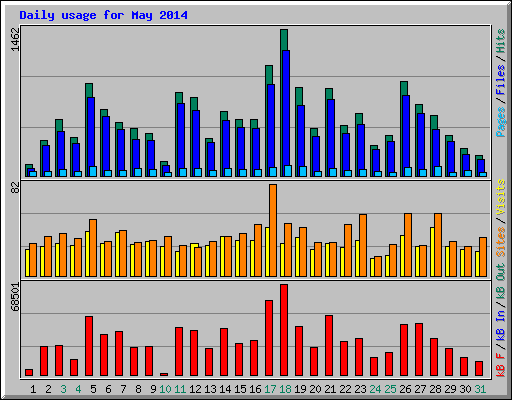 Daily usage for May 2014
1462
Pages / Files / Hits
82
Sites / Visits
68501
kB F / kB In / kB Out
1 2 3 4 5 6 7 8 9 10 11 12 13 14 15 16 17 18 19 20 21 22 23 24 25 26 27 28 29 30 31